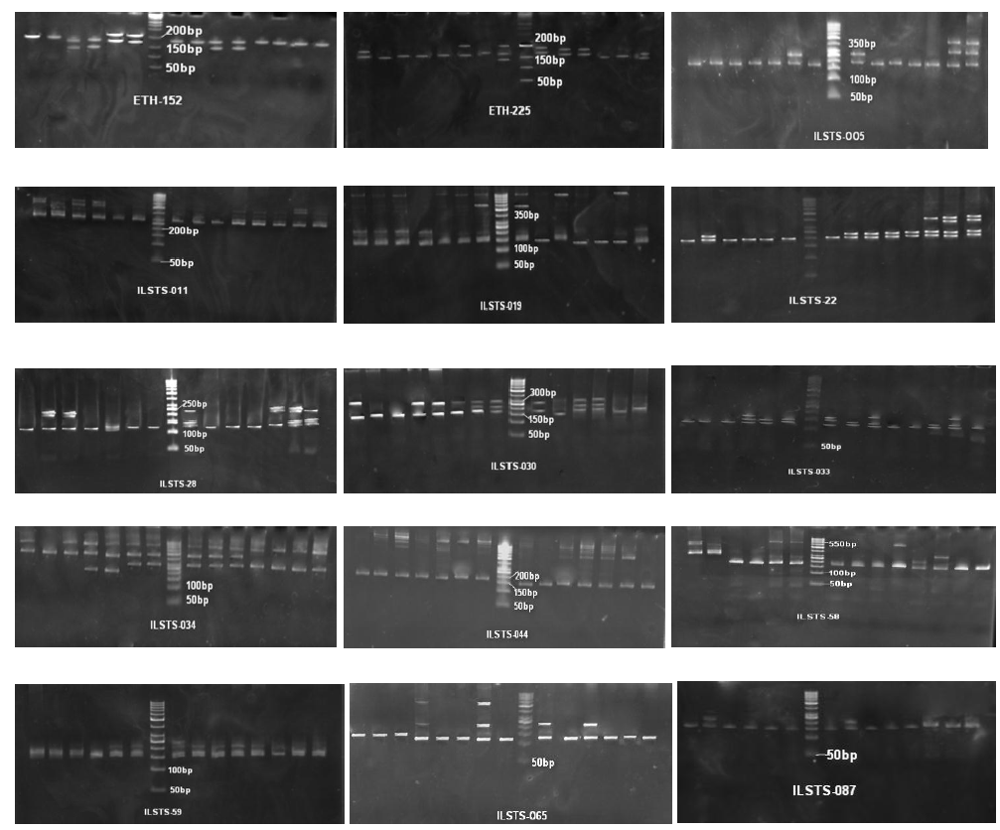 200bp
150bp
50bp
ETH-152
200bp
150bp
50bp
ETH-225
350bp
100bp
50bp
ILSTS-OO5
200bp
50bp
ILSTS-011
350bp
100bp
50bp
ILSTS-019
ILSTS-22
250bp
100bp
50bp
ILSTS-28
300bp
150bp
50bp
ILSTS-030
50bp
ILSTS-033
100bp
50bp
ILSTS-034
200bp
150bp
50bp
ILSTS-044
550bp
100bp
50bp
ILSTS-58
100bp
50bp
ILSTS-59
50bp
ILSTS-065
50bp
ILSTS-087